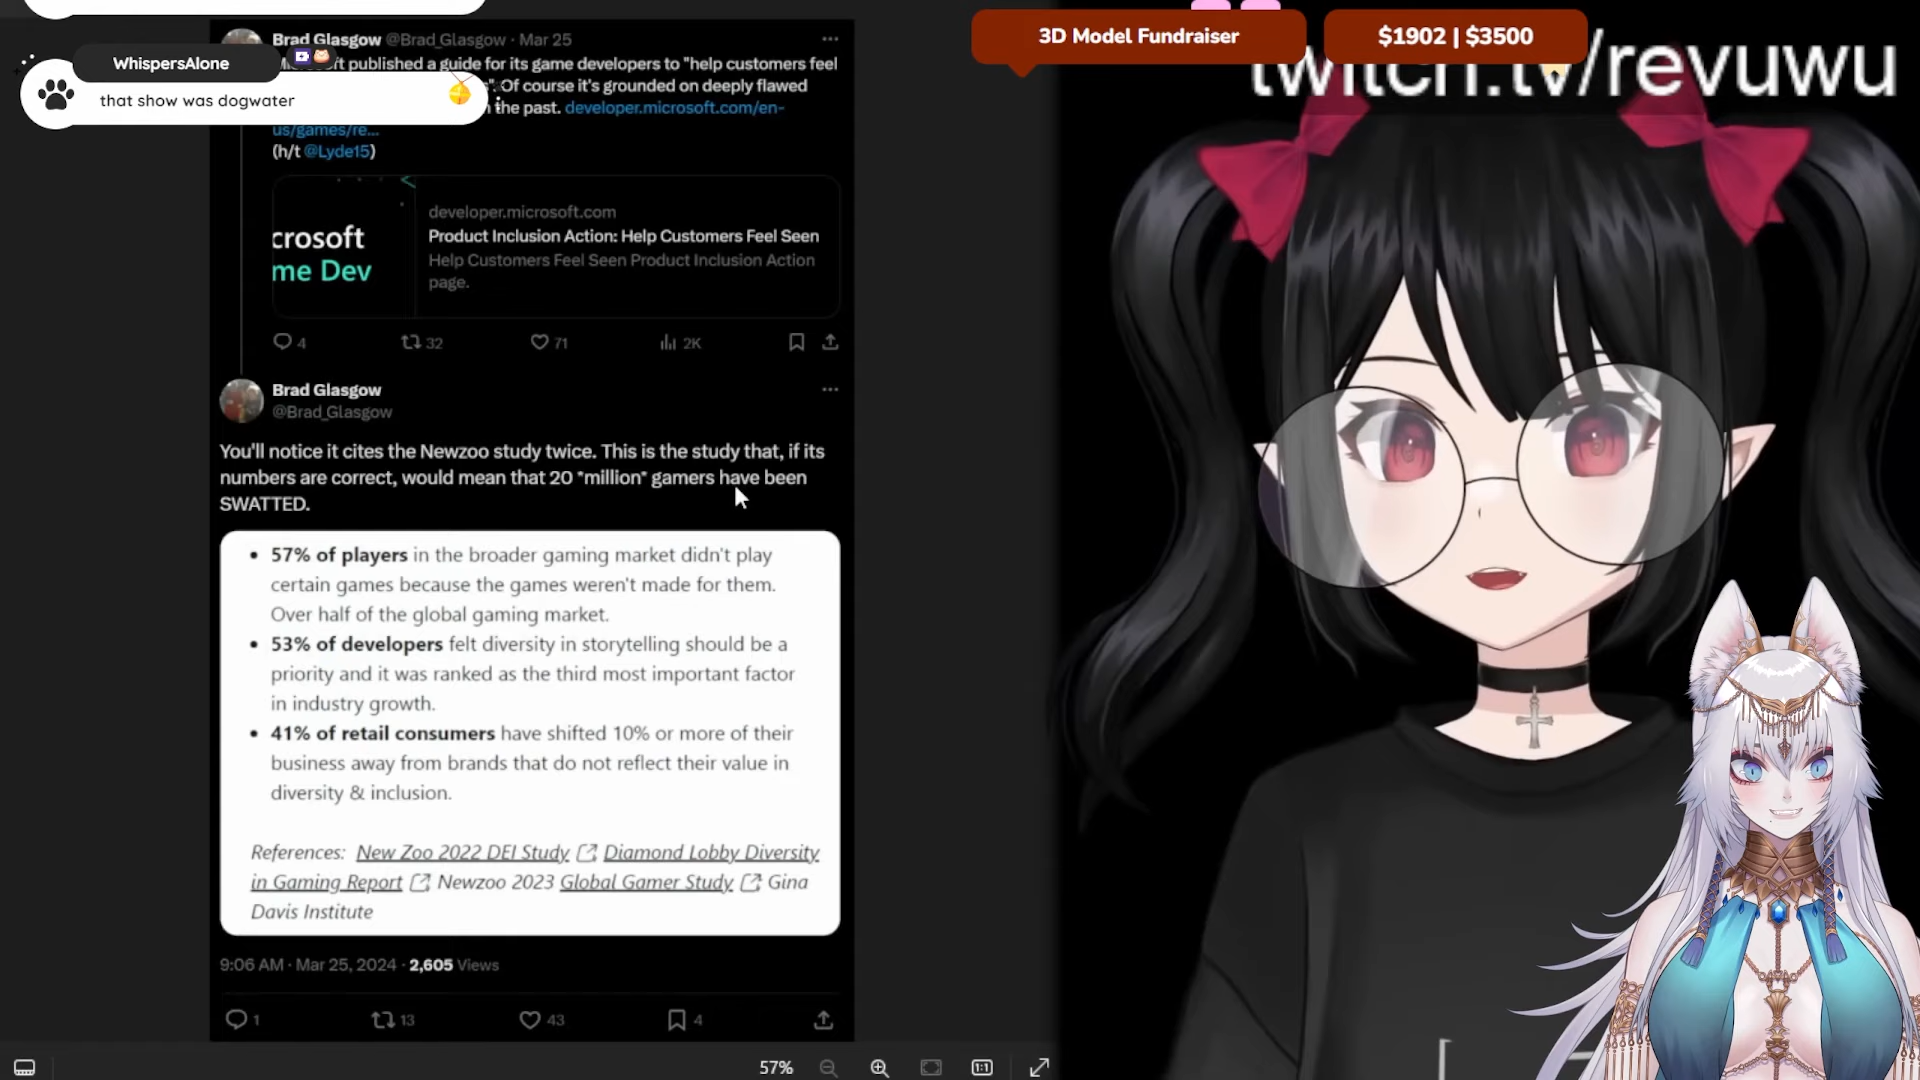 Brad Glasgow @Brad_Glasgow · Mar 25
published a guide for its game developers to "help customers feel
Of course it's grounded on deeply flawed
the past. developer.microsoft.com/en-
us/games/re...
(h/t @Lyde15)
WhispersAlone
that show was dogwater
crosoft
me Dev
developer.microsoft.com
Product Inclusion Action: Help Customers Feel Seen
Help Customers Feel Seen Product Inclusion Action
page.
4 32 71 2K
Brad Glasgow
@Brad_Glasgow
You'll notice it cites the Newzoo study twice. This is the study that, if its
numbers are correct, would mean that 20 *million* gamers have been
SWATTED.
• 57% of players in the broader gaming market didn't play
certain games because the games weren't made for them.
Over half of the global gaming market.
• 53% of developers felt diversity in storytelling should be a
priority and it was ranked as the third most important factor
in industry growth.
• 41% of retail consumers have shifted 10% or more of their
business away from brands that do not reflect their value in
diversity & inclusion.
References: New Zoo 2022 DEI Study Diamond Lobby Diversity
in Gaming Report Newzoo 2023 Global Gamer Study Gina
Davis Institute
9:06 AM · Mar 25, 2024 · 2,605 Views
1 13 43 4
57% 1:1
3D Model Fundraiser
$1902 | $3500
twitch.tv/revuwu